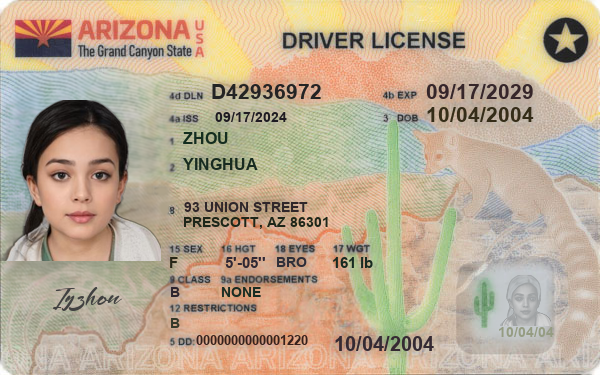 ARIZONA USA
The Grand Canyon State
DRIVER LICENSE
4d DLN D42936972 4b EXP 09/17/2029
4a ISS 09/17/2024 3 DOB 10/04/2004
1 ZHOU
2 YINGHUA
8 93 UNION STREET
PRESCOTT, AZ 86301
15 SEX 16 HGT 18 EYES 17 WGT
F 5'-05" BRO 161 lb
9 CLASS 9a ENDORSEMENTS
B NONE
12 RESTRICTIONS
B
5 DD: 0000000000001220 10/04/2004
10/04/04
ONA ARIZONA ARIZONA ARIZONA ARIZONA